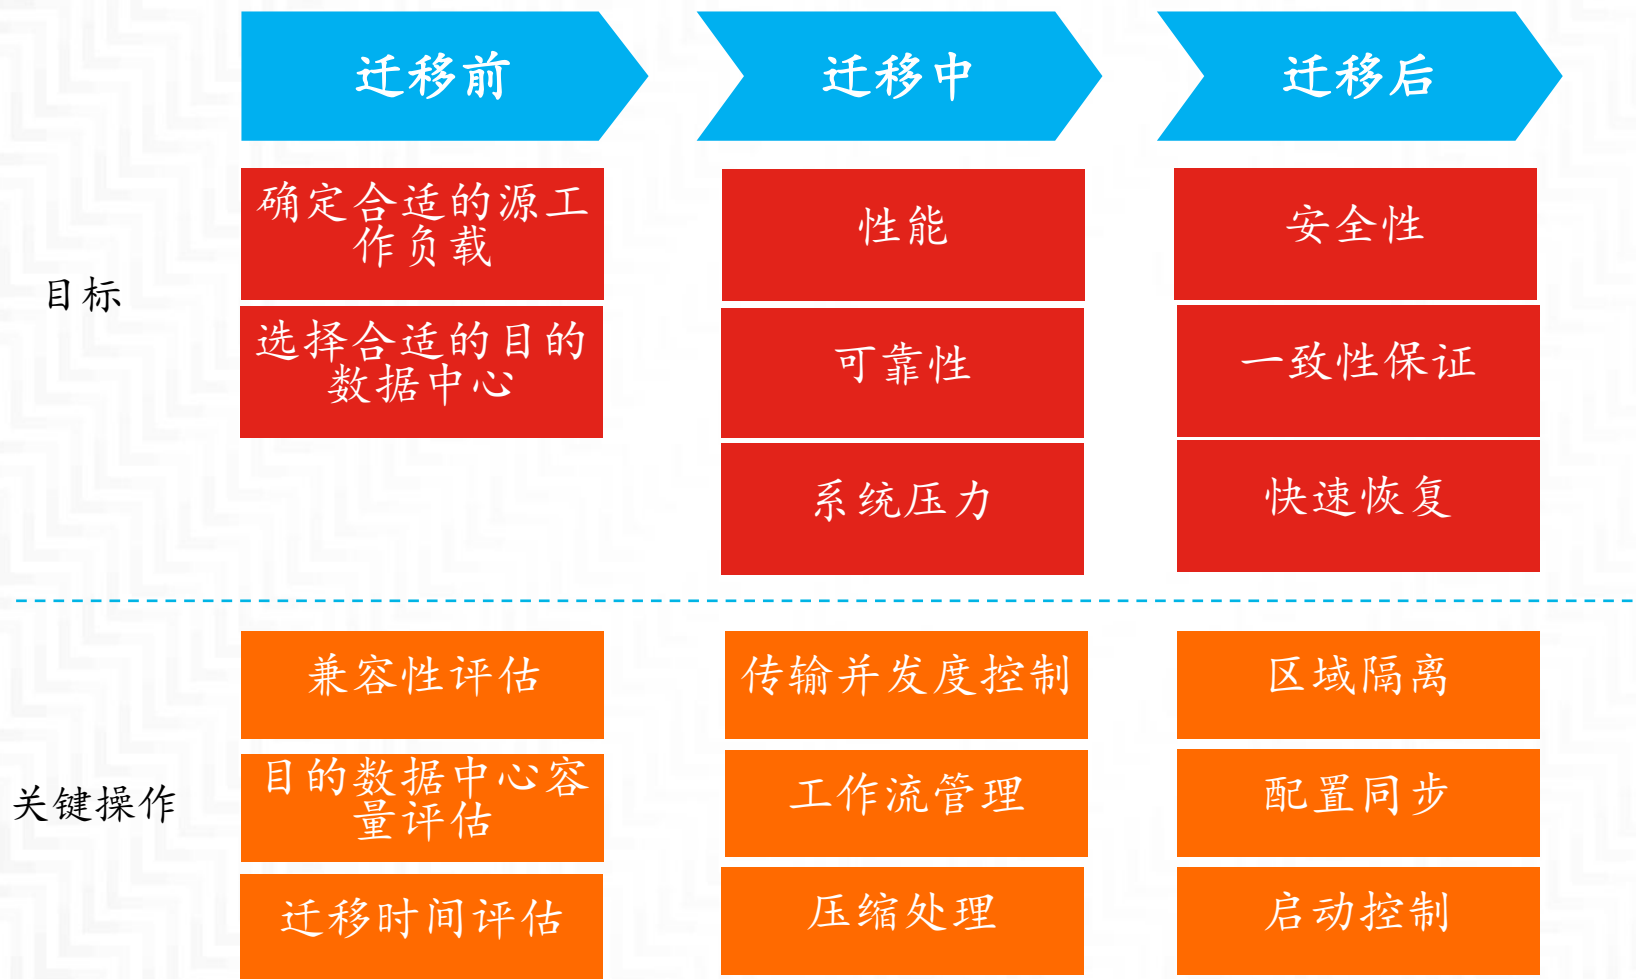 迁移前
迁移中
迁移后
目标
确定合适的源工
作负载
性能
安全性
选择合适的目的
数据中心
可靠性
一致性保证
系统压力
快速恢复
关键操作
兼容性评估
传输并发度控制
区域隔离
目的数据中心容
量评估
工作流管理
配置同步
迁移时间评估
压缩处理
启动控制